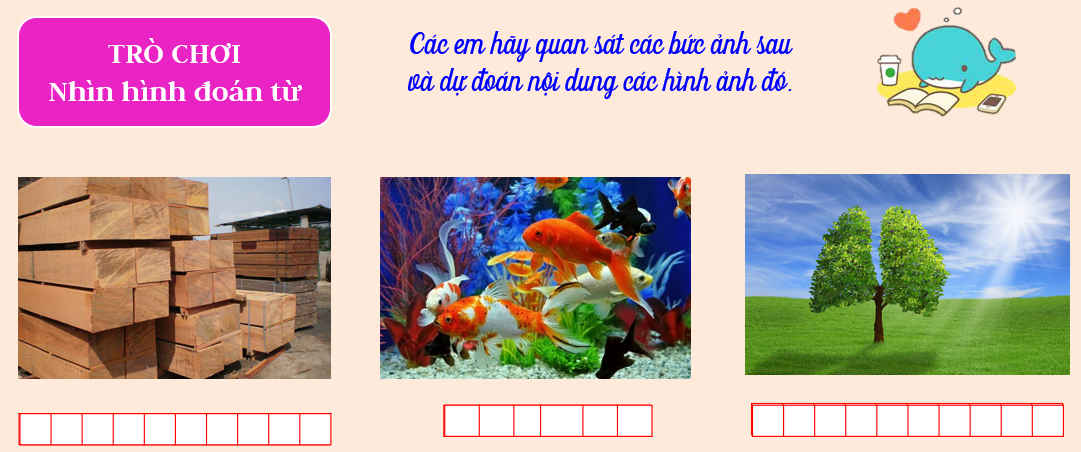 TRÒ CHƠI
Nhìn hình đoán từ
Các em hãy quan sát các bức ảnh sau
và dự đoán nội dung các hình ảnh đó.